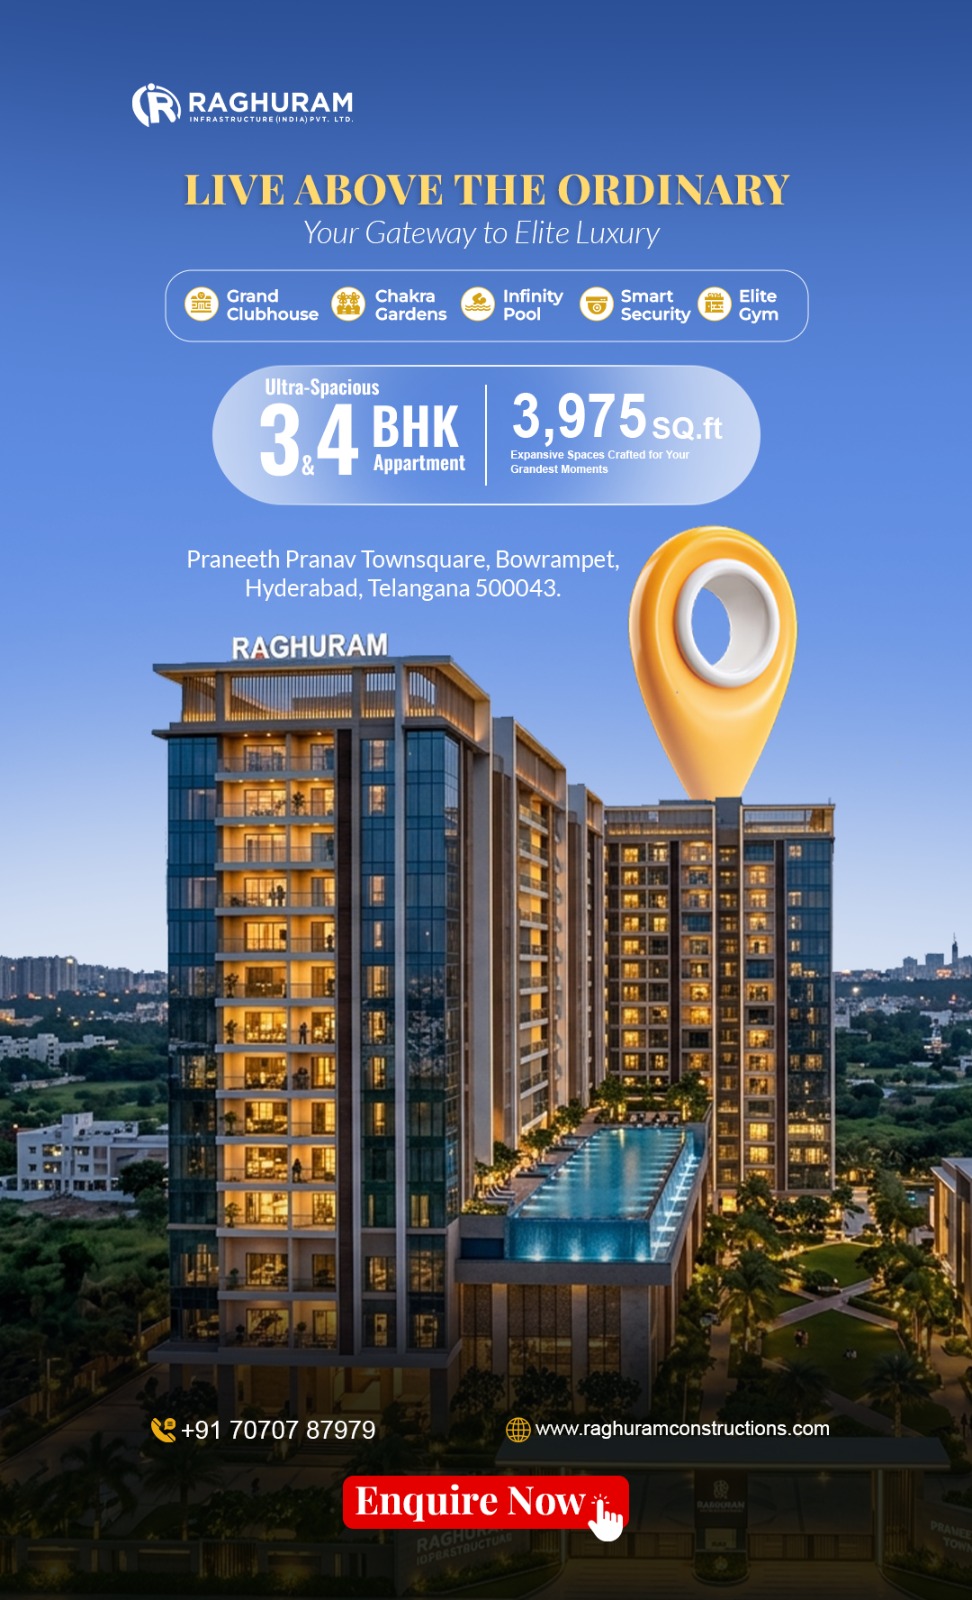 RAGHURAM
INFRASTRUCTURE (INDIA) PVT. LTD.
LIVE ABOVE THE ORDINARY
Your Gateway to Elite Luxury
Grand
Clubhouse
Chakra
Gardens
Infinity
Pool
Smart
Security
Elite
Gym
Ultra-Spacious
3&4 BHK
Appartment
3,975 SQ.ft
Expansive Spaces Crafted for Your
Grandest Moments
Praneeth Pranav Townsquare, Bowrampet,
Hyderabad, Telangana 500043.
RAGHURAM
+91 70707 87979
www.raghuramconstructions.com
Enquire Now
RAGHURAM
RAGHURAM